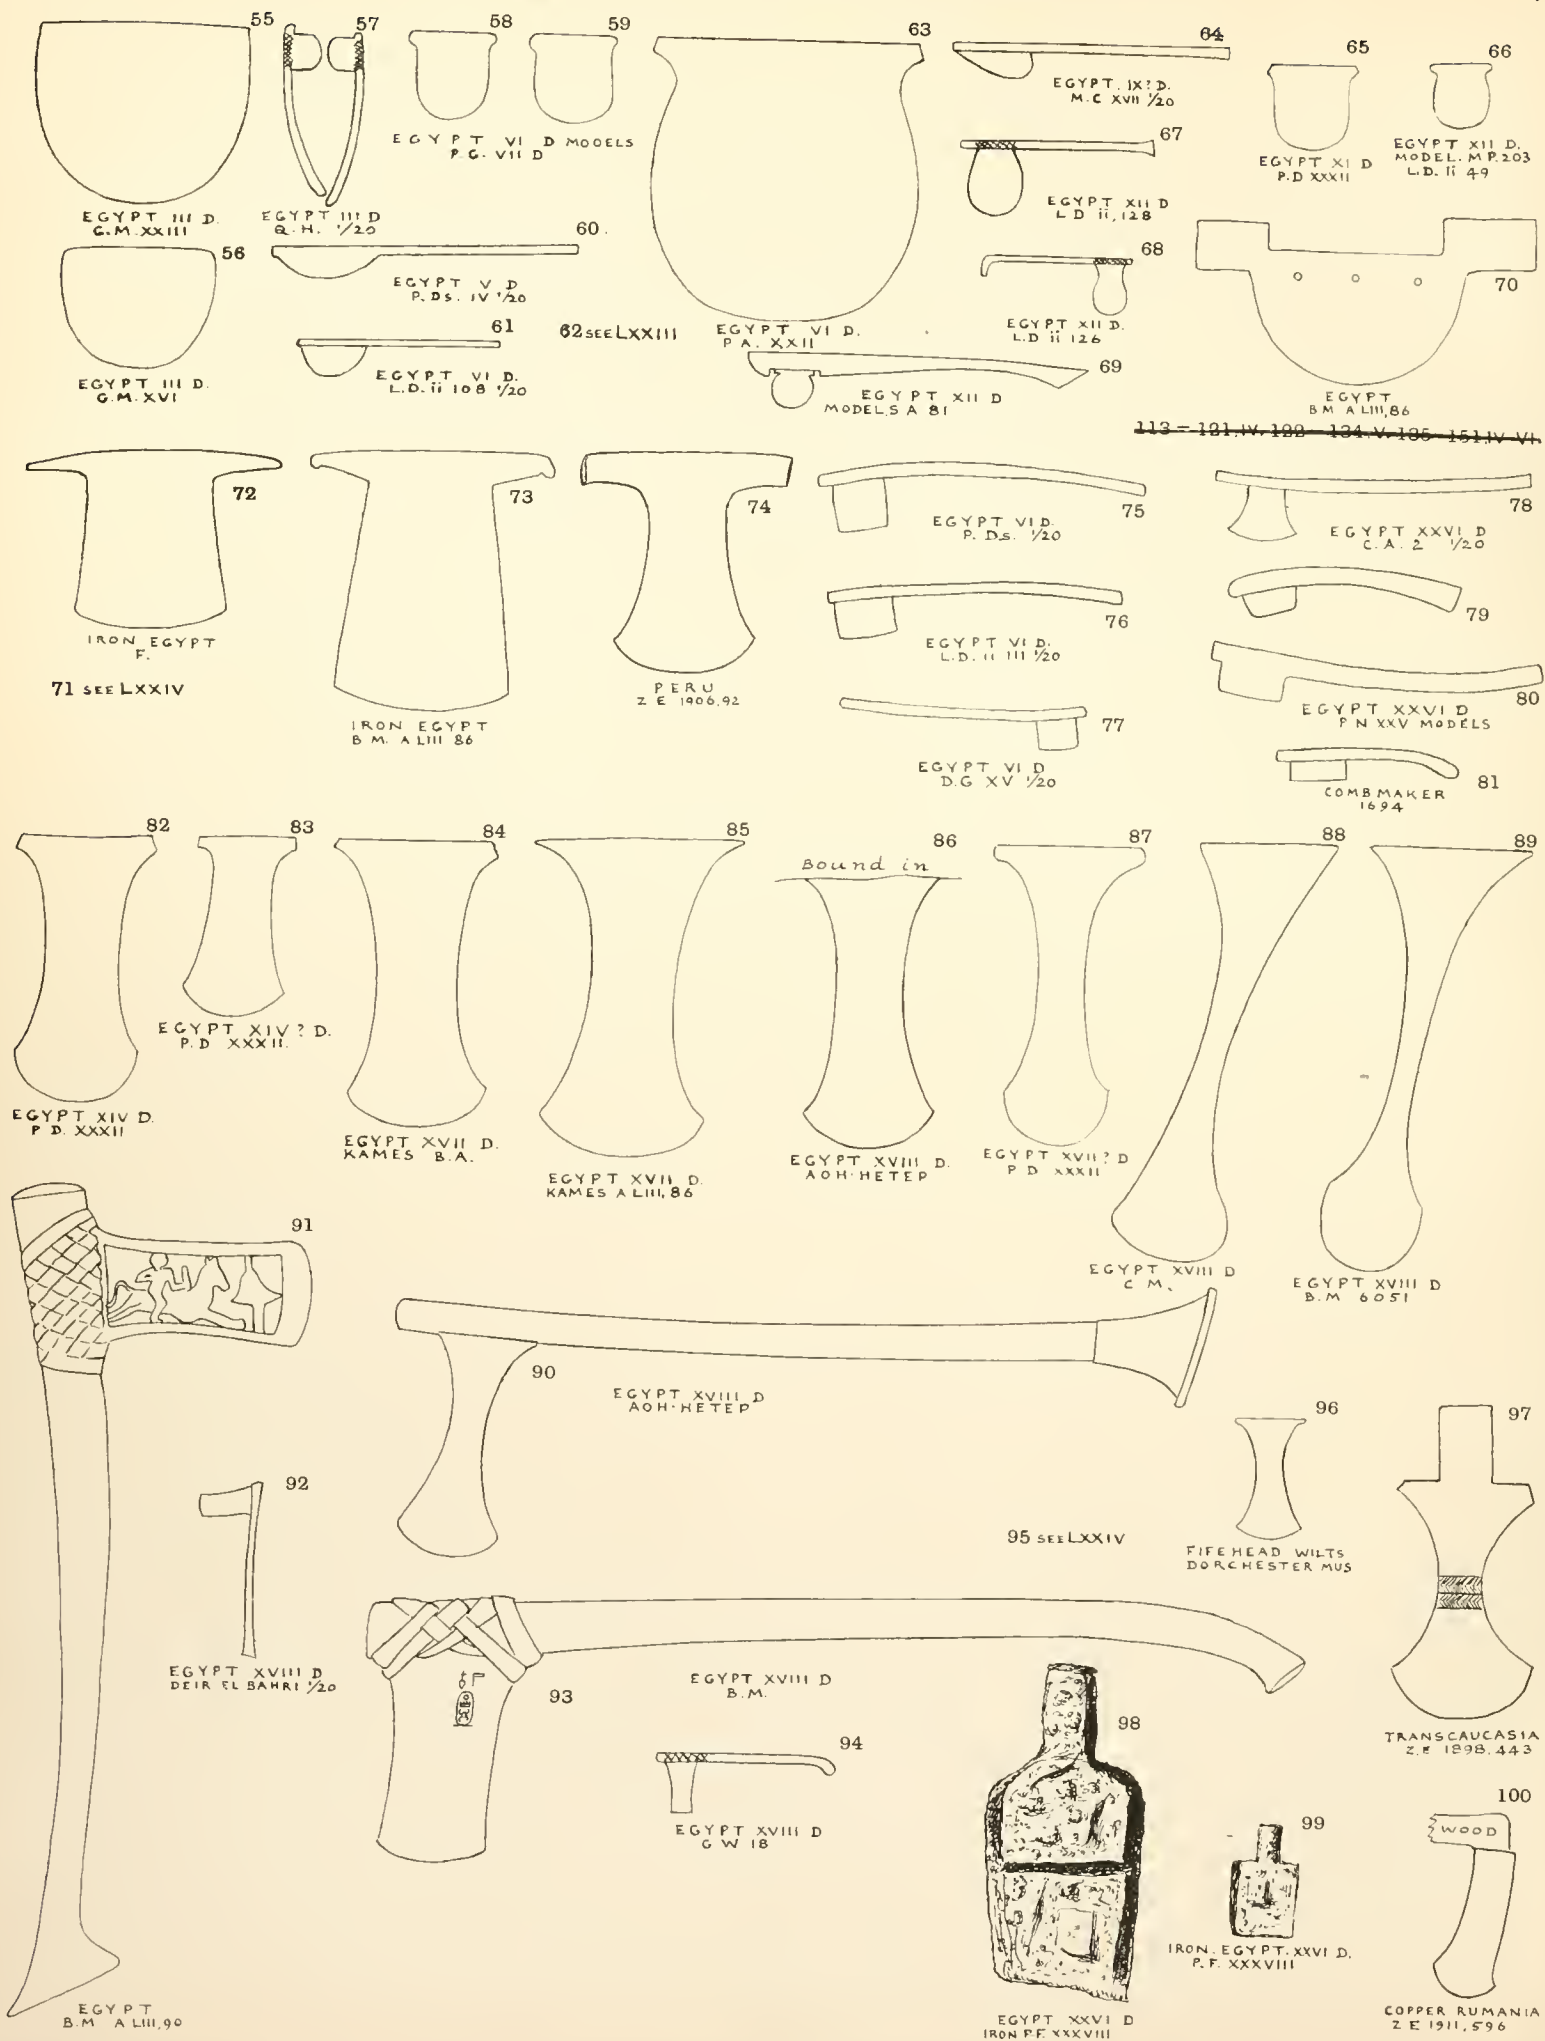 55
EGYPT III D.
G.M. XXIII
57
EGYPT III D
Q.H. 1/20
58
59
EGYPT VI D MODELS
P.G. VII D
63
EGYPT VI D.
P A. XXII
64
EGYPT. IX? D.
M.C XVII 1/20
65
EGYPT XI D
P.D XXXII
66
EGYPT XII D.
MODEL. M P. 203
L.D. ii 49
67
EGYPT XII D
L D ii, 128
56
EGYPT III D.
G.M. XVI
60.
EGYPT V D
P. Ds. IV 1/20
61
EGYPT VI D.
L.D. ii 108 1/20
62 SEE LXXIII
68
EGYPT XII D.
L.D ii 126
69
EGYPT XII D
MODELS A 81
70
EGYPT
B M A LIII, 86
113 = 121, IV, 122 - 134, V, 135 - 151, IV - VI.
72
IRON EGYPT
F.
71 SEE LXXIV
73
IRON EGYPT
B M. A LIII 86
74
PERU
Z E 1906, 92
75
EGYPT VI D.
P. Ds. 1/20
76
EGYPT VI D.
L.D. ii III 1/20
77
EGYPT VI D
D.G XV 1/20
78
EGYPT XXVI D
C.A. 2 1/20
79
80
EGYPT XXVI D
P N XXV MODELS
81
COMB MAKER
1694
82
EGYPT XIV D.
P D. XXXII
83
EGYPT XIV ? D.
P.D XXXII.
84
EGYPT XVII D.
KAMES B.A.
85
EGYPT XVII D.
KAMES A LIII, 86
86
Bound in
EGYPT XVIII D.
AOH-HETEP
87
EGYPT XVII? D
P D XXXII
88
EGYPT XVIII D
C M.
89
EGYPT XVIII D
B.M 6051
91
EGYPT
B.M A LIII, 90
90
EGYPT XVIII D
AOH-HETEP
92
EGYPT XVIII D
DEIR EL BAHRI 1/20
93
EGYPT XVIII D
B.M.
94
EGYPT XVIII D
G W 18
95 SEE LXXIV
96
FIFEHEAD WILTS
DORCHESTER MUS
97
TRANSCAUCASIA
Z.E 1898, 443
98
EGYPT XXVI D
IRON P.F. XXXVIII
99
IRON. EGYPT. XXVI D.
P. F. XXXVIII
100
WOOD
COPPER RUMANIA
Z E 1911, 596